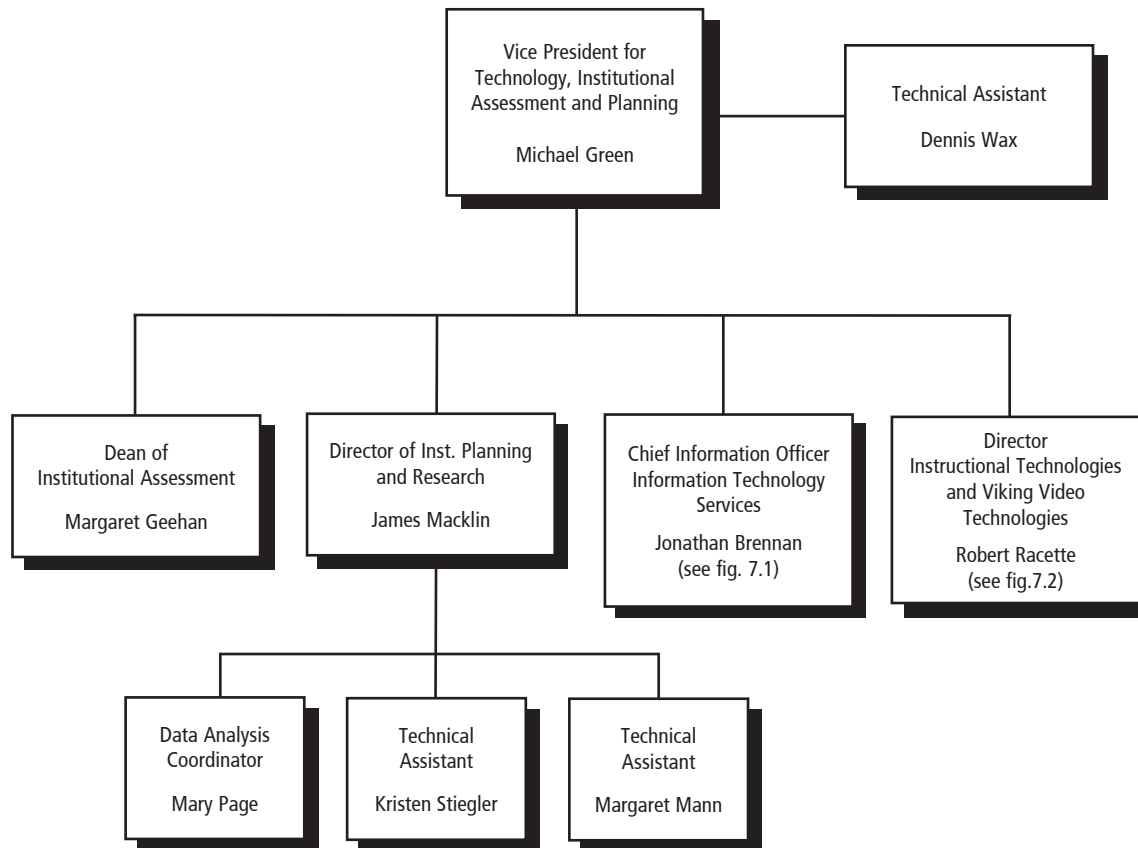 Vice President for
Technology, Institutional
Assessment and Planning
Michael Green
Technical Assistant
Dennis Wax
Dean of
Institutional Assessment
Margaret Geehan
Director of Inst. Planning
and Research
James Macklin
Chief Information Officer
Information Technology
Services
Jonathan Brennan
(see fig. 7.1)
Director
Instructional Technologies
and Viking Video
Technologies
Robert Racette
(see fig.7.2)
Data Analysis
Coordinator
Mary Page
Technical
Assistant
Kristen Stiegler
Technical
Assistant
Margaret Mann